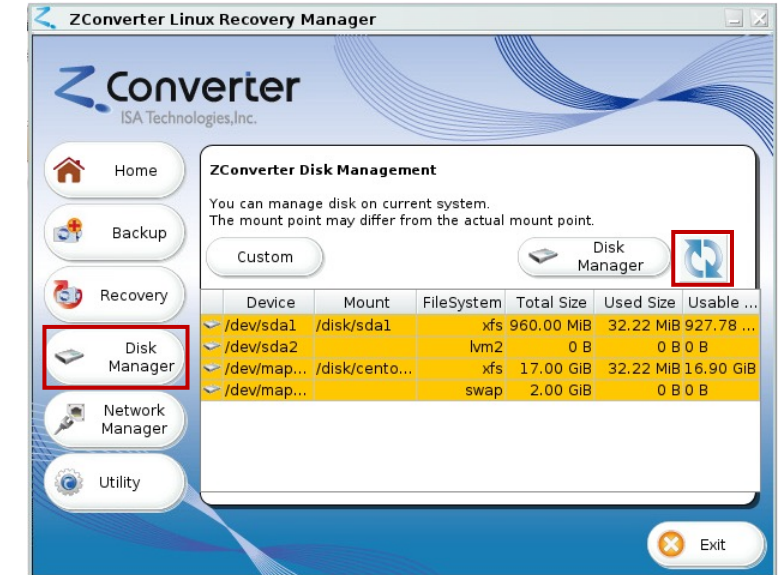 ZConverter Linux Recovery Manager
Z Converter
ISA Technologies,Inc.
Home
Backup
Recovery
Disk
Manager
Network
Manager
Utility
ZConverter Disk Management
You can manage disk on current system.
The mount point may differ from the actual mount point.
Custom
Disk
Manager
Device Mount FileSystem Total Size Used Size Usable ...
/dev/sda1 /disk/sda1 xfs 960.00 MiB 32.22 MiB 927.78 ...
/dev/sda2 lvm2 0 B 0 B 0 B
/dev/map... /disk/cento... xfs 17.00 GiB 32.22 MiB 16.90 GiB
/dev/map... swap 2.00 GiB 0 B 0 B
Exit